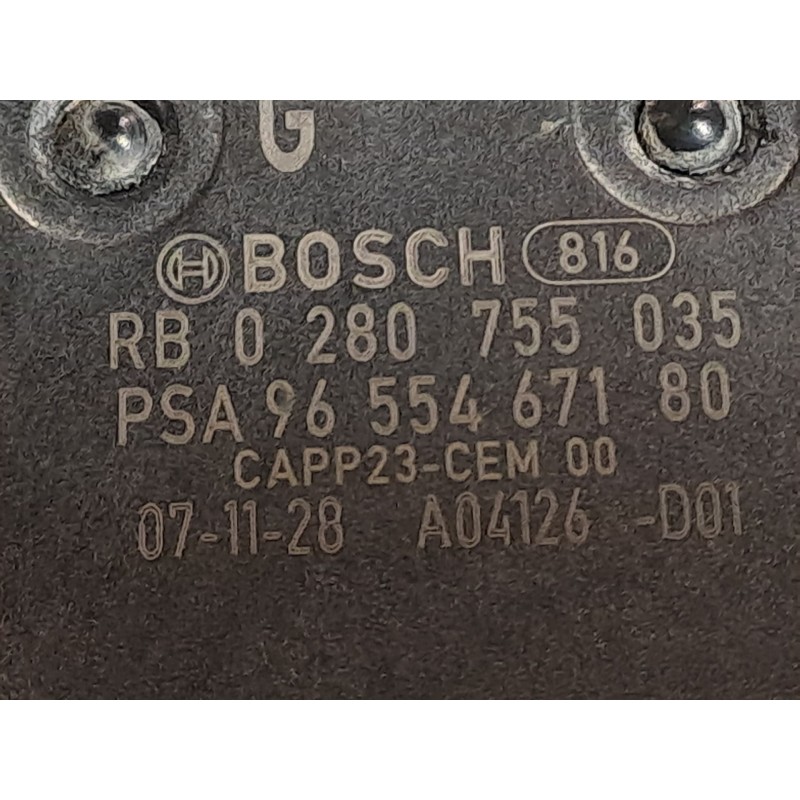 G
BOSCH 816
RB 0 280 755 035
PSA 96 554 671 80
CAPP23-CEM 00
07-11-28 A04126 -D01